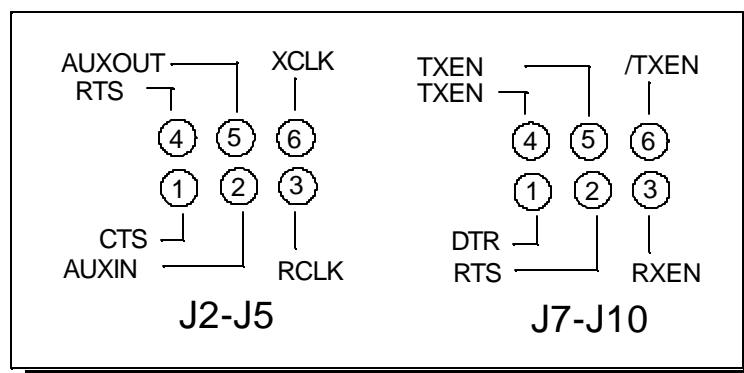 AUXOUT XCLK
RTS
4 5 6
1 2 3
CTS
AUXIN RCLK
J2-J5
TXEN /TXEN
TXEN
4 5 6
1 2 3
DTR
RTS RXEN
J7-J10